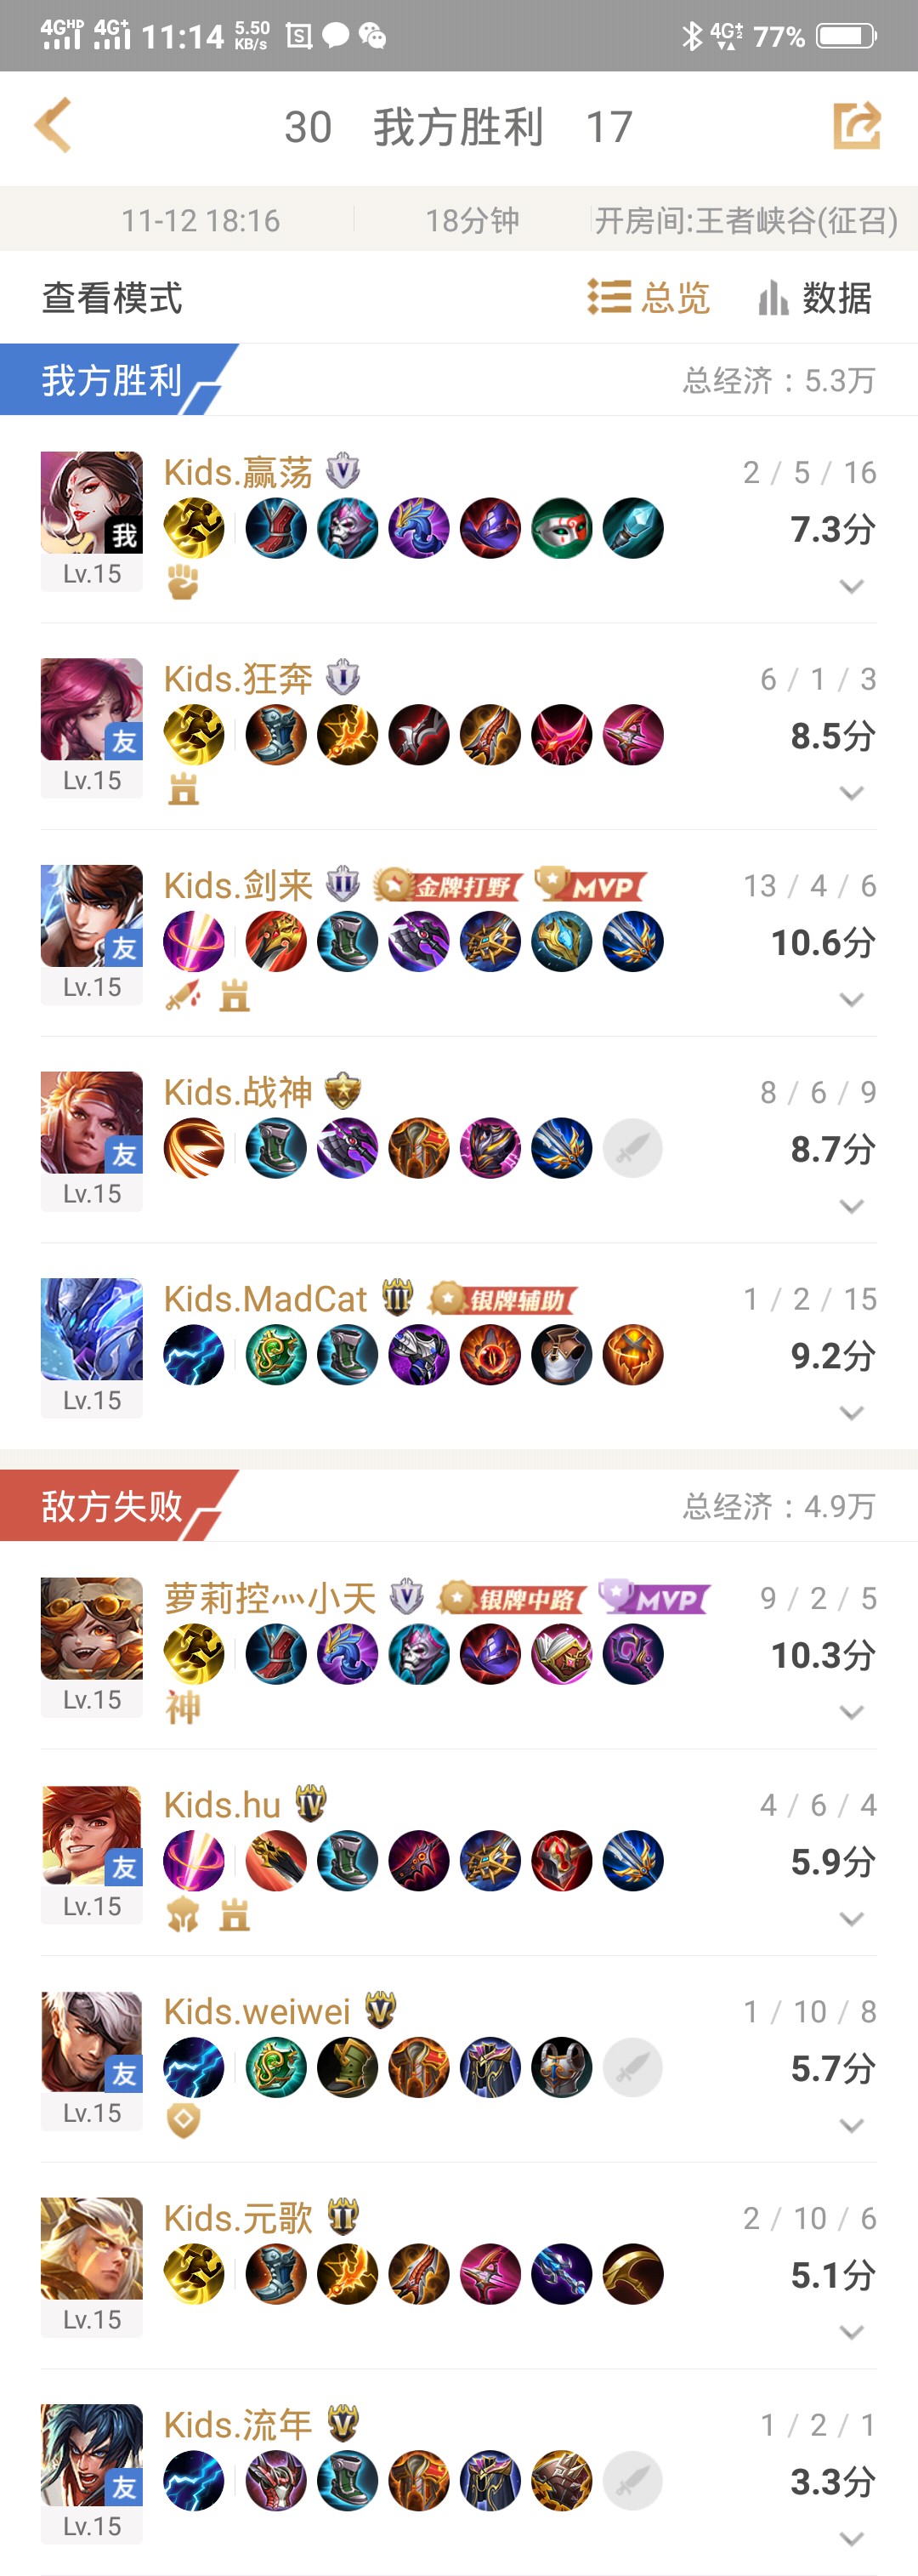 4GHD 4G+ 11:14 5.50 KB/s S 4G+2 77%
30 我方胜利 17
11-12 18:16 18分钟 开房间:王者峡谷(征召)
查看模式 总览 数据
我方胜利 总经济：5.3万
Kids.赢荡 V 2 / 5 / 16
7.3分
我
Lv.15
Kids.狂奔 I 6 / 1 / 3
8.5分
友
Lv.15
Kids.剑来 II 金牌打野 MVP 13 / 4 / 6
10.6分
友
Lv.15
Kids.战神 8 / 6 / 9
8.7分
友
Lv.15
Kids.MadCat III 银牌辅助 1 / 2 / 15
9.2分
Lv.15
敌方失败 总经济：4.9万
萝莉控灬小天 V 银牌中路 MVP 9 / 2 / 5
10.3分
Lv.15 神
Kids.hu IV 4 / 6 / 4
5.9分
友
Lv.15
Kids.weiwei V 1 / 10 / 8
5.7分
友
Lv.15
Kids.元歌 II 2 / 10 / 6
5.1分
Lv.15
Kids.流年 V 1 / 2 / 1
3.3分
友
Lv.15